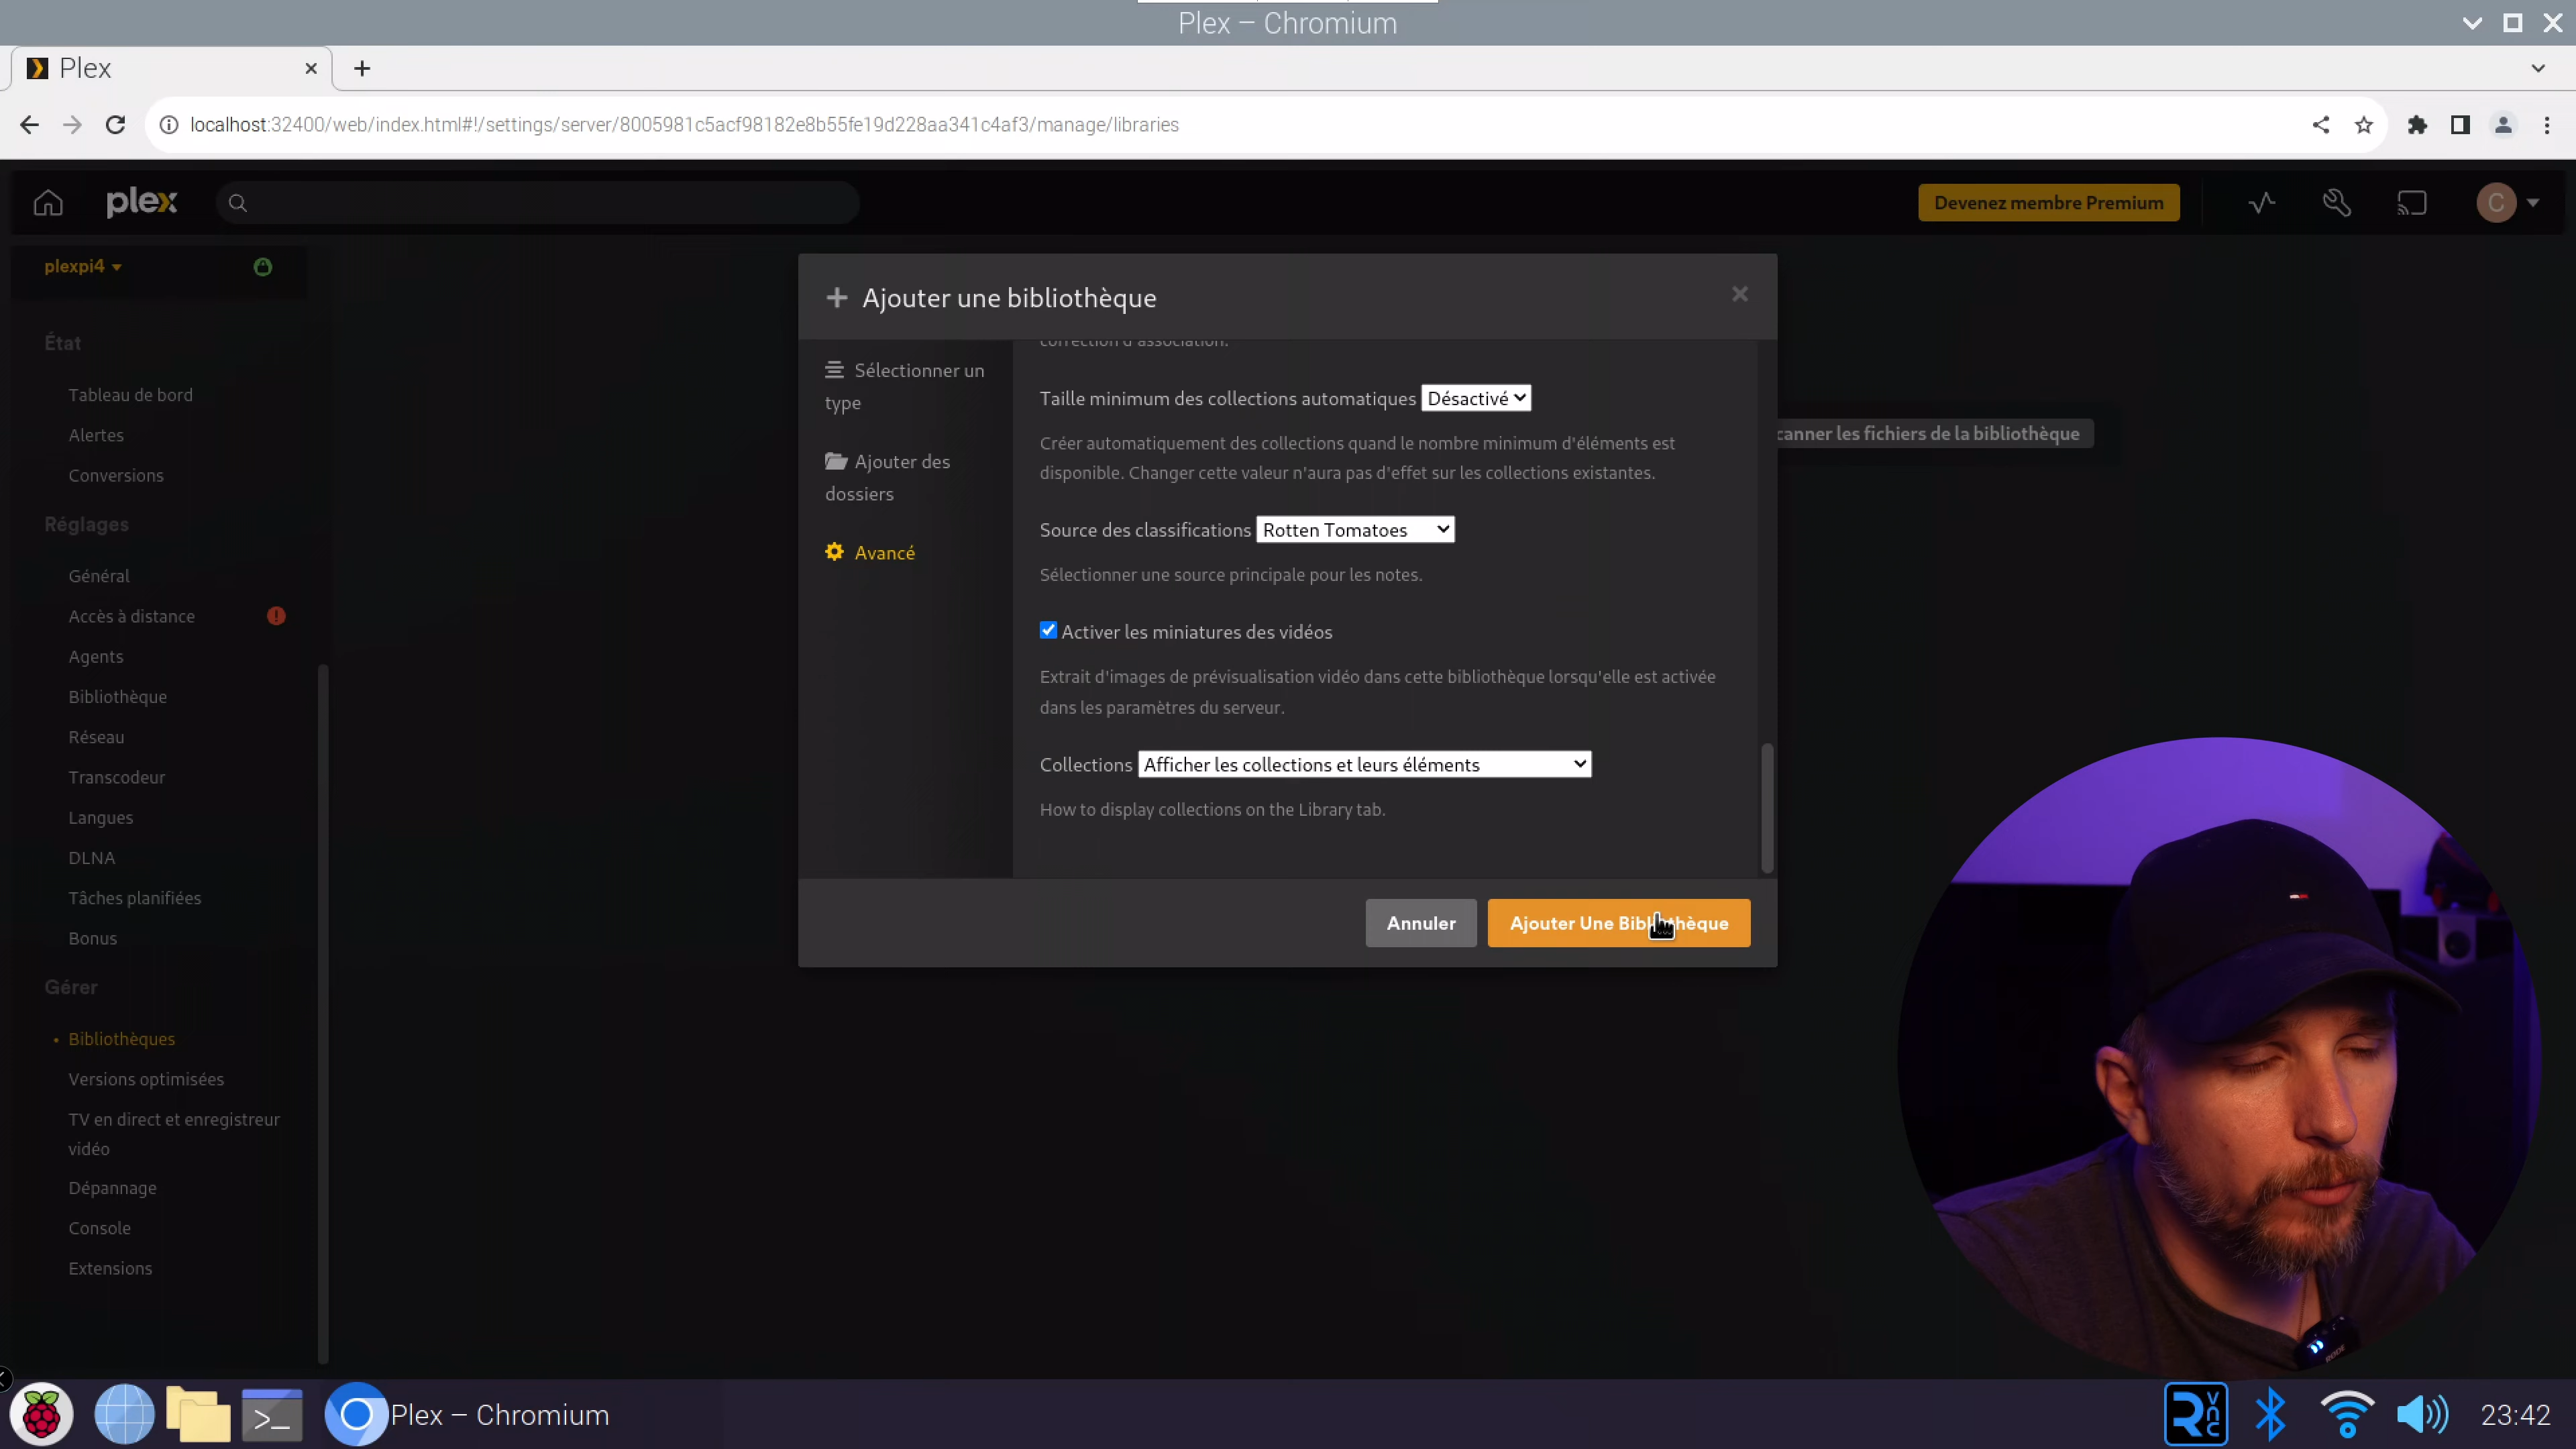 Plex – Chromium
Plex
localhost:32400/web/index.html#!/settings/server/8005981c5acf98182e8b55fe19d228aa341c4af3/manage/libraries
plex
Devenez membre Premium
C
plexpi4
État
Tableau de bord
Alertes
Conversions
Réglages
Général
Accès à distance
Agents
Bibliothèque
Réseau
Transcodeur
Langues
DLNA
Tâches planifiées
Bonus
Gérer
Bibliothèques
Versions optimisées
TV en direct et enregistreur
vidéo
Dépannage
Console
Extensions
Ajouter une bibliothèque
Sélectionner un
type
Ajouter des
dossiers
Avancé
correction d'association.
Taille minimum des collections automatiques Désactivé
Créer automatiquement des collections quand le nombre minimum d'éléments est
disponible. Changer cette valeur n'aura pas d'effet sur les collections existantes.
Source des classifications Rotten Tomatoes
Sélectionner une source principale pour les notes.
Activer les miniatures des vidéos
Extrait d'images de prévisualisation vidéo dans cette bibliothèque lorsqu'elle est activée
dans les paramètres du serveur.
Collections Afficher les collections et leurs éléments
How to display collections on the Library tab.
Annuler
Ajouter Une Bibliothèque
canner les fichiers de la bibliothèque
RODE
Plex – Chromium
VNC
23:42